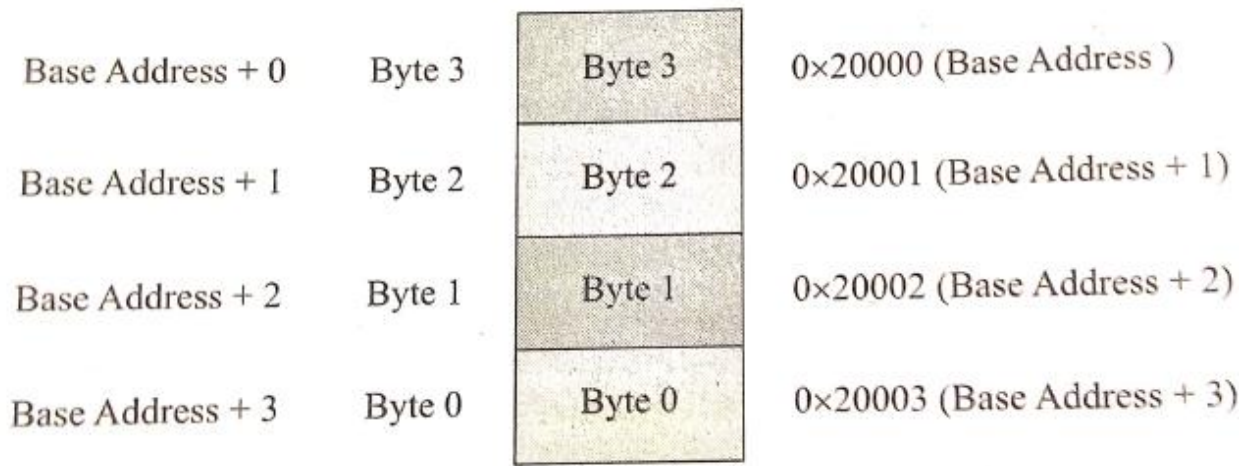 Base Address + 0 Byte 3 Byte 3 0×20000 (Base Address )
Base Address + 1 Byte 2 Byte 2 0×20001 (Base Address + 1)
Base Address + 2 Byte 1 Byte 1 0×20002 (Base Address + 2)
Base Address + 3 Byte 0 Byte 0 0×20003 (Base Address + 3)